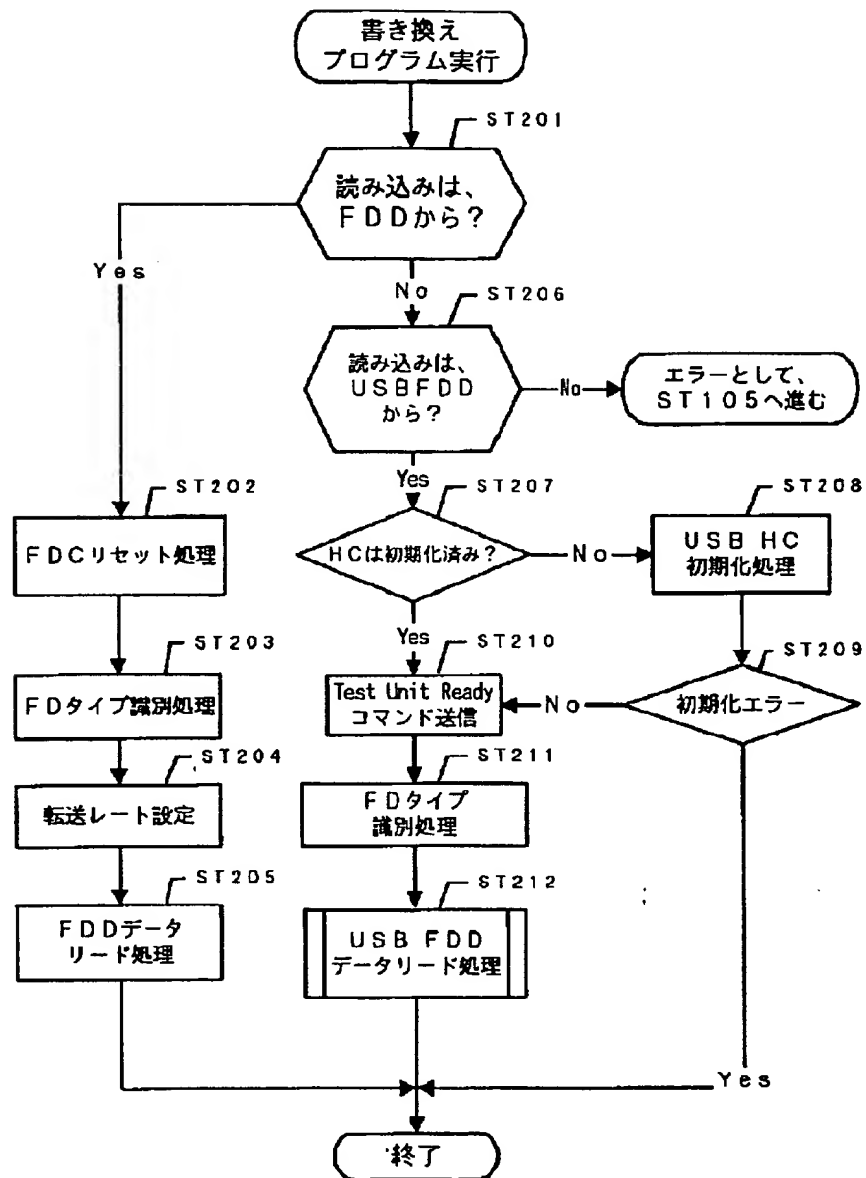 書き換え
プログラム実行
ST201
読み込みは、
FDDから?
Yes
No
ST206
読み込みは、
USBFDD
から?
No
エラーとして、
ST105へ進む
Yes
ST202
FDCリセット処理
ST207
HCは初期化済み?
No
ST208
USB HC
初期化処理
Yes
ST203
FDタイプ識別処理
ST210
Test Unit Ready
コマンド送信
No
ST209
初期化エラー
ST204
転送レート設定
ST211
FDタイプ
識別処理
ST205
FDDデータ
リード処理
ST212
USB FDD
データリード処理
Yes
終了